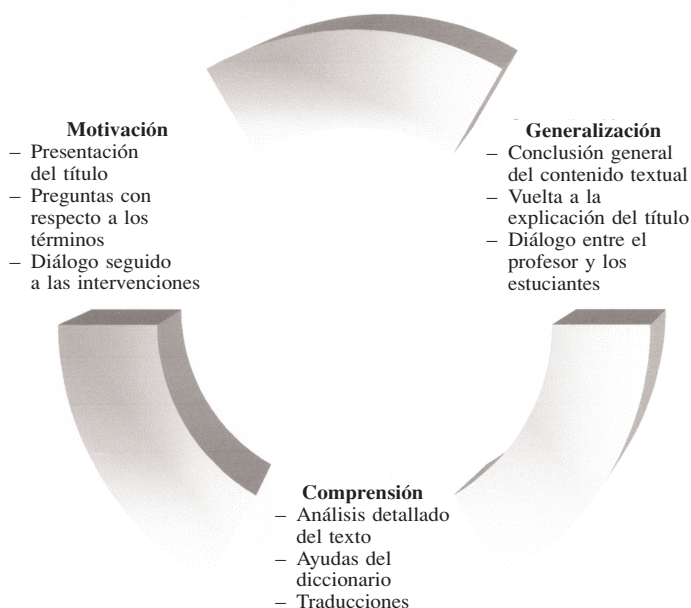 Motivación
– Presentación
del título
– Preguntas con
respecto a los
términos
– Diálogo seguido
a las intervenciones
Generalización
– Conclusión general
del contenido textual
– Vuelta a la
explicación del título
– Diálogo entre el
profesor y los
estuciantes
Comprensión
– Análisis detallado
del texto
– Ayudas del
diccionario
– Traducciones